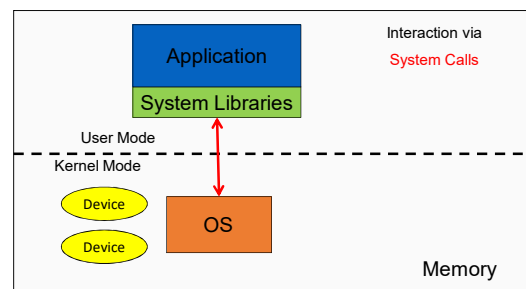 Application
System Libraries
Interaction via
System Calls
User Mode
Kernel Mode
Device
Device
OS
Memory